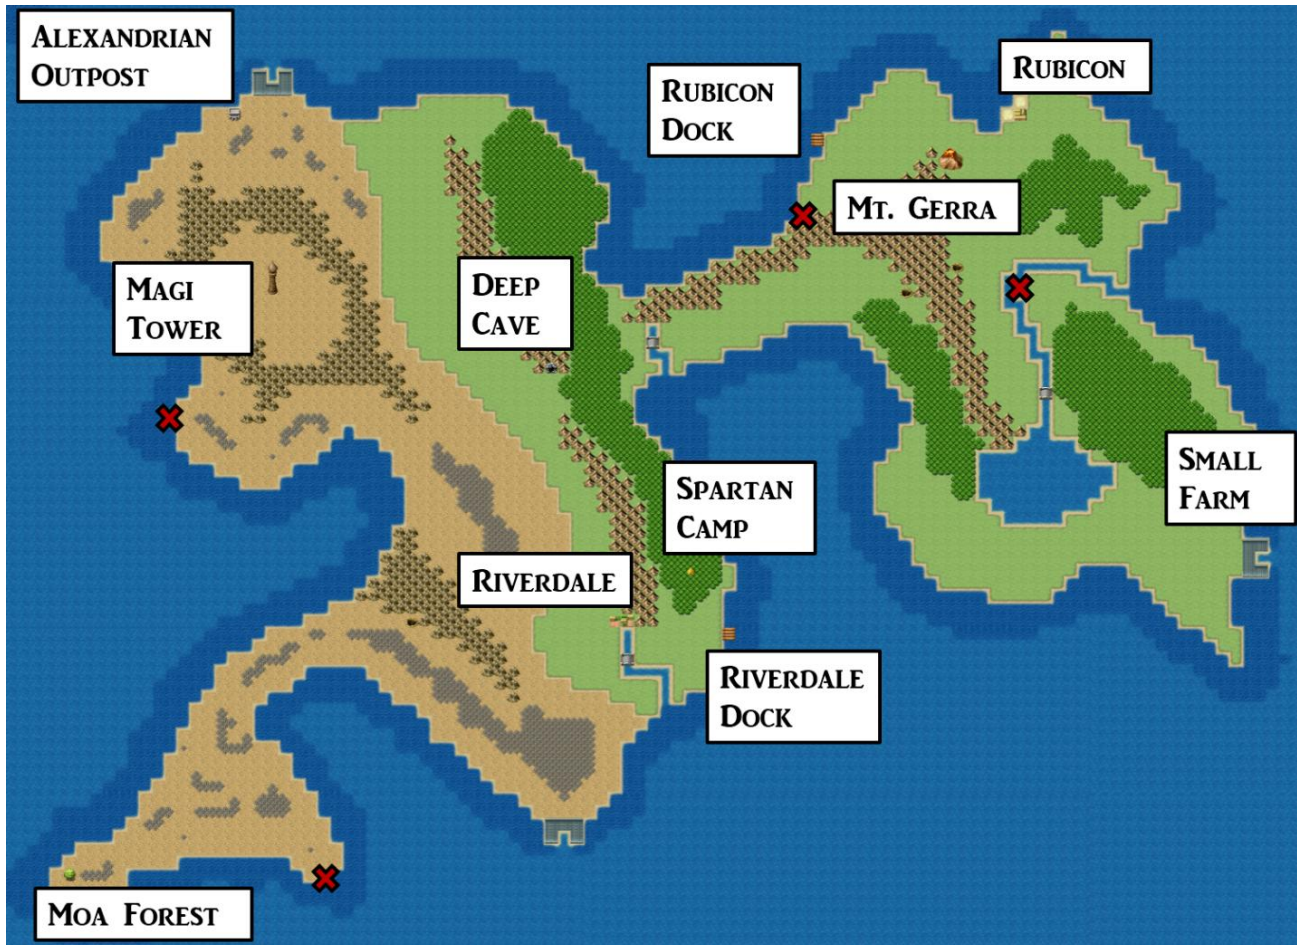 ALEXANDRIAN
OUTPOST
RUBICON
RUBICON
DOCK
MT. GERRA
MAGI
TOWER
DEEP
CAVE
SMALL
FARM
SPARTAN
CAMP
RIVERDALE
RIVERDALE
DOCK
MOA FOREST